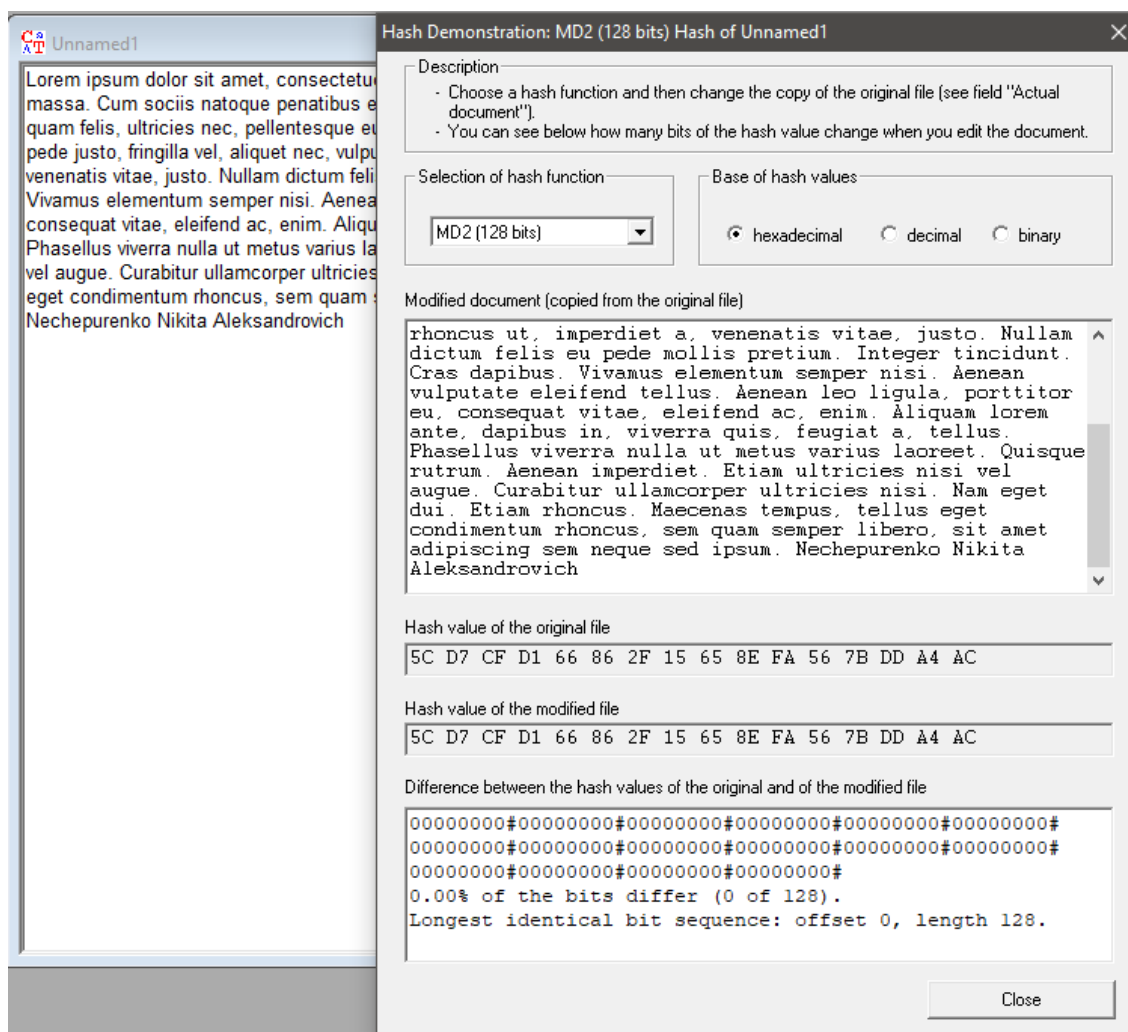 Unnamed1
Lorem ipsum dolor sit amet, consectetu
massa. Cum sociis natoque penatibus e
quam felis, ultricies nec, pellentesque eu
pede justo, fringilla vel, aliquet nec, vulpu
venenatis vitae, justo. Nullam dictum feli
Vivamus elementum semper nisi. Aenea
consequat vitae, eleifend ac, enim. Aliqu
Phasellus viverra nulla ut metus varius la
vel augue. Curabitur ullamcorper ultricies
eget condimentum rhoncus, sem quam s
Nechepurenko Nikita Aleksandrovich
Hash Demonstration: MD2 (128 bits) Hash of Unnamed1
Description
- Choose a hash function and then change the copy of the original file (see field "Actual
document").
- You can see below how many bits of the hash value change when you edit the document.
Selection of hash function
MD2 (128 bits)
Base of hash values
hexadecimal decimal binary
Modified document (copied from the original file)
rhoncus ut, imperdiet a, venenatis vitae, justo. Nullam
dictum felis eu pede mollis pretium. Integer tincidunt.
Cras dapibus. Vivamus elementum semper nisi. Aenean
vulputate eleifend tellus. Aenean leo ligula, porttitor
eu, consequat vitae, eleifend ac, enim. Aliquam lorem
ante, dapibus in, viverra quis, feugiat a, tellus.
Phasellus viverra nulla ut metus varius laoreet. Quisque
rutrum. Aenean imperdiet. Etiam ultricies nisi vel
augue. Curabitur ullamcorper ultricies nisi. Nam eget
dui. Etiam rhoncus. Maecenas tempus, tellus eget
condimentum rhoncus, sem quam semper libero, sit amet
adipiscing sem neque sed ipsum. Nechepurenko Nikita
Aleksandrovich
Hash value of the original file
5C D7 CF D1 66 86 2F 15 65 8E FA 56 7B DD A4 AC
Hash value of the modified file
5C D7 CF D1 66 86 2F 15 65 8E FA 56 7B DD A4 AC
Difference between the hash values of the original and of the modified file
00000000#00000000#00000000#00000000#00000000#00000000#
00000000#00000000#00000000#00000000#00000000#00000000#
00000000#00000000#00000000#00000000#
0.00% of the bits differ (0 of 128).
Longest identical bit sequence: offset 0, length 128.
Close